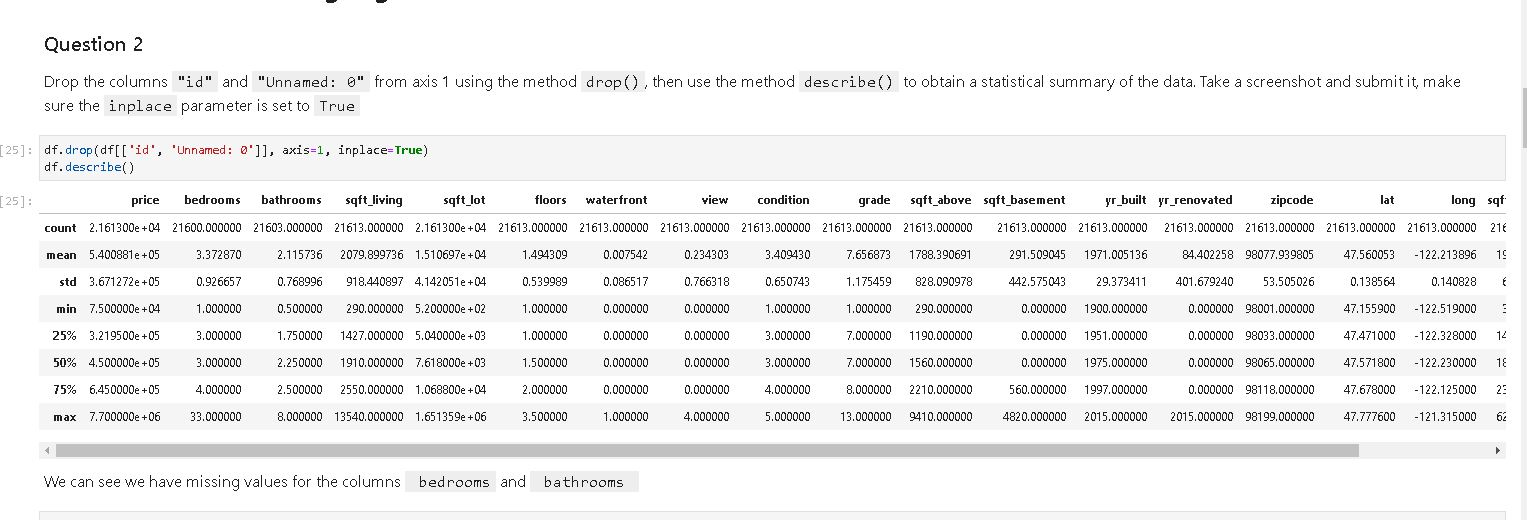 Question 2
Drop the columns "id" and "Unnamed: 0" from axis 1 using the method drop(), then use the method describe() to obtain a statistical summary of the data. Take a screenshot and submit it, make
sure the inplace parameter is set to True
[25]: df.drop(df[['id', 'Unnamed: 0']], axis=1, inplace=True)
df.describe()
[25]: price bedrooms bathrooms sqft_living sqft_lot floors waterfront view condition grade sqft_above sqft_basement yr_built yr_renovated zipcode lat long sqf
count 2.161300e+04 21600.000000 21603.000000 21613.000000 2.161300e+04 21613.000000 21613.000000 21613.000000 21613.000000 21613.000000 21613.000000 21613.000000 21613.000000 21613.000000 21613.000000 21613.000000 21613.000000 216
mean 5.400881e+05 3.372870 2.115736 2079.899736 1.510697e+04 1.494309 0.007542 0.234303 3.409430 7.656873 1788.390691 291.509045 1971.005136 84.402258 98077.939805 47.560053 -122.213896 19
std 3.671272e+05 0.926657 0.768996 918.440897 4.142051e+04 0.539989 0.086517 0.766318 0.650743 1.175459 828.090978 442.575043 29.373411 401.679240 53.505026 0.138564 0.140828 6
min 7.500000e+04 1.000000 0.500000 290.000000 5.200000e+02 1.000000 0.000000 0.000000 1.000000 1.000000 290.000000 0.000000 1900.000000 0.000000 98001.000000 47.155900 -122.519000 3
25% 3.219500e+05 3.000000 1.750000 1427.000000 5.040000e+03 1.000000 0.000000 0.000000 3.000000 7.000000 1190.000000 0.000000 1951.000000 0.000000 98033.000000 47.471000 -122.328000 14
50% 4.500000e+05 3.000000 2.250000 1910.000000 7.618000e+03 1.500000 0.000000 0.000000 3.000000 7.000000 1560.000000 0.000000 1975.000000 0.000000 98065.000000 47.571800 -122.230000 18
75% 6.450000e+05 4.000000 2.500000 2550.000000 1.068800e+04 2.000000 0.000000 0.000000 4.000000 8.000000 2210.000000 560.000000 1997.000000 0.000000 98118.000000 47.678000 -122.125000 23
max 7.700000e+06 33.000000 8.000000 13540.000000 1.651359e+06 3.500000 1.000000 4.000000 5.000000 13.000000 9410.000000 4820.000000 2015.000000 2015.000000 98199.000000 47.777600 -121.315000 62
We can see we have missing values for the columns bedrooms and bathrooms